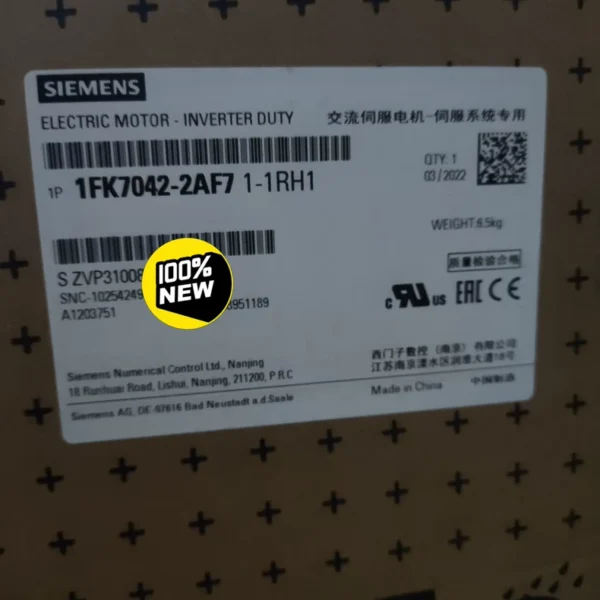 SIEMENS
ELECTRIC MOTOR - INVERTER DUTY
交流伺服电机-伺服系统专用
1P 1FK7042-2AF7 1-1RH1
QTY: 1
03/2022
WEIGHT:6.5kg
S ZVP31008
100%
NEW
SNC-10254249
3951189
A1203751
质量检验合格
c RU us EAC CE
Siemens Numerical Control Ltd., Nanjing
18 Runhuai Road, Lishui, Nanjing, 211200, P.R.C
西门子数控（南京）有限公司
江苏南京溧水区润淮大道18号
Siemens AG, DE-97616 Bad Neustadt a.d.Saale
Made in China
中国制造